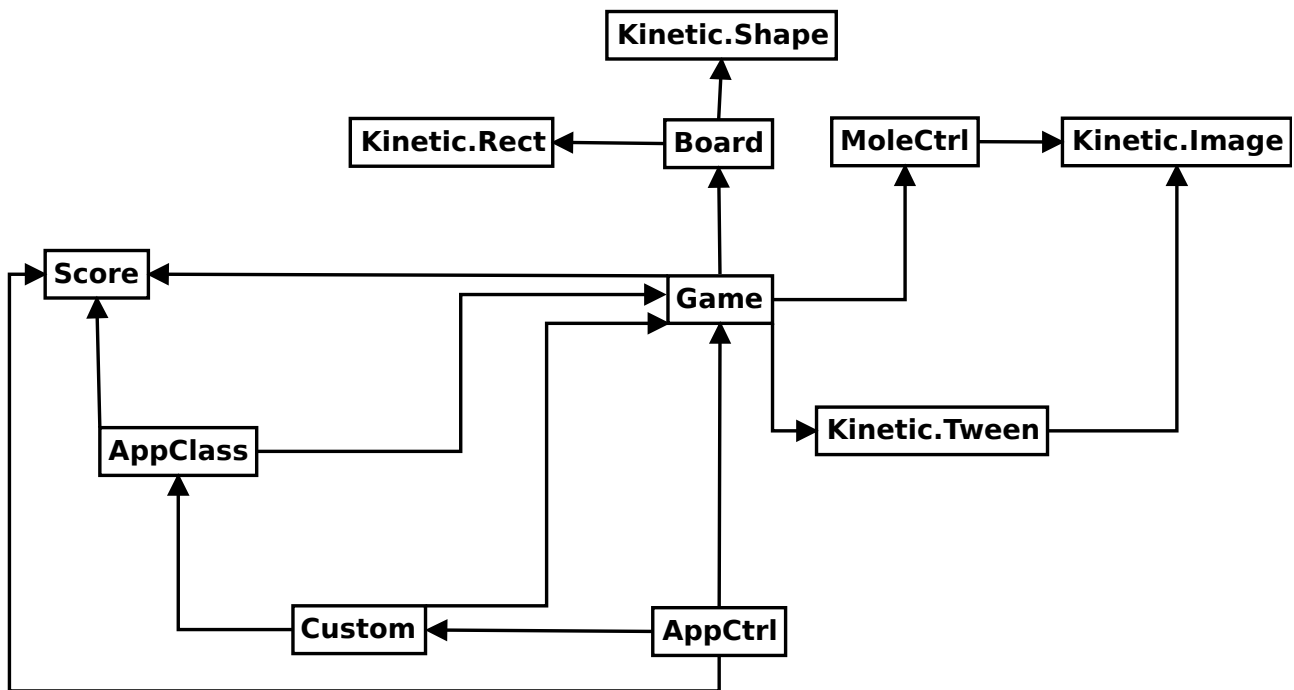 Kinetic.Shape
Kinetic.Rect
Board
MoleCtrl
Kinetic.Image
Score
Game
AppClass
Kinetic.Tween
Custom
AppCtrl